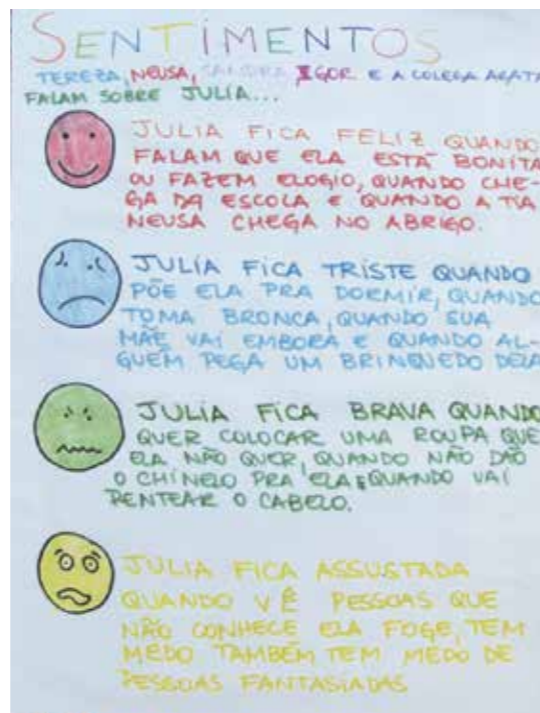 SENTIMENTOS
TEREZA, NEUSA, SANDRA, IGOR E A COLEGA AGATA
FALAM SOBRE JULIA...
JULIA FICA FELIZ QUANDO
FALAM QUE ELA ESTÁ BONITA
OU FAZEM ELOGIO, QUANDO CHE-
GA DA ESCOLA E QUANDO A TIA
NEUSA CHEGA NO ABRIGO.
JULIA FICA TRISTE QUANDO
PÕE ELA PRA DORMIR, QUANDO
TOMA BRONCA, QUANDO SUA
MÃE VAI EMBORA E QUANDO AL-
GUÉM PEGA UM BRINQUEDO DELA
JULIA FICA BRAVA QUANDO
QUER COLOCAR UMA ROUPA QUE
ELA NÃO QUER, QUANDO NÃO DÃO
O CHINELO PRA ELA E QUANDO VAI
PENTEAR O CABELO.
JULIA FICA ASSUSTADA
QUANDO VÊ PESSOAS QUE
NÃO CONHECE ELA FOGE, TEM
MEDO TAMBÉM TEM MEDO DE
PESSOAS FANTASIADAS